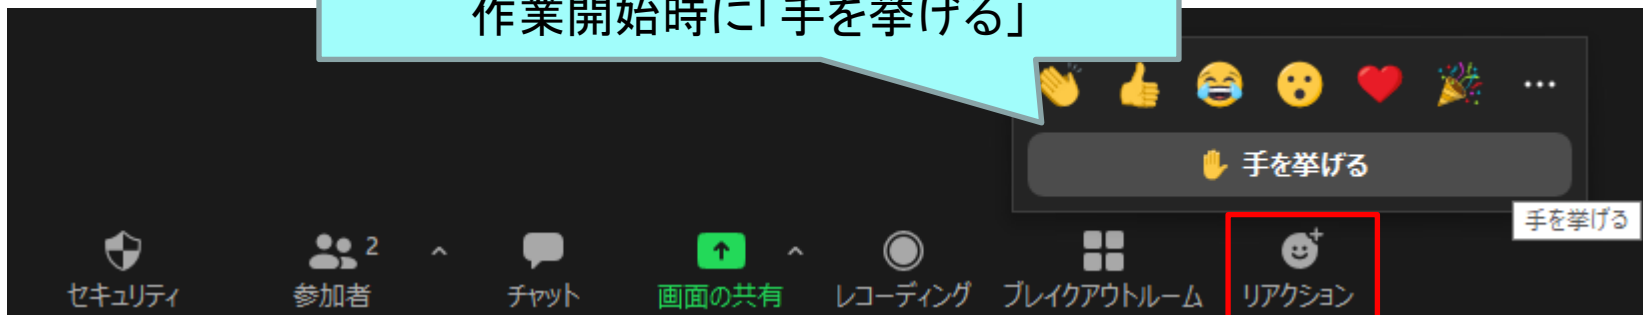 作業開始時に「手を挙げる」
手を挙げる
手を挙げる
2
セキュリティ 参加者 チャット 画面の共有 レコーディング ブレイクアウトルーム リアクション